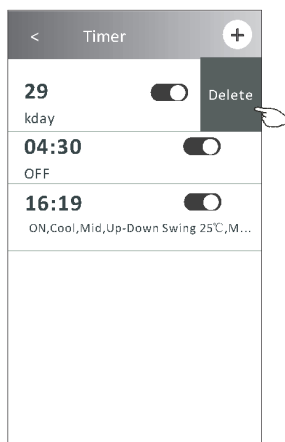 < Timer +
29
Delete
kday
04:30
OFF
16:19
ON,Cool,Mid,Up-Down Swing 25℃,M...